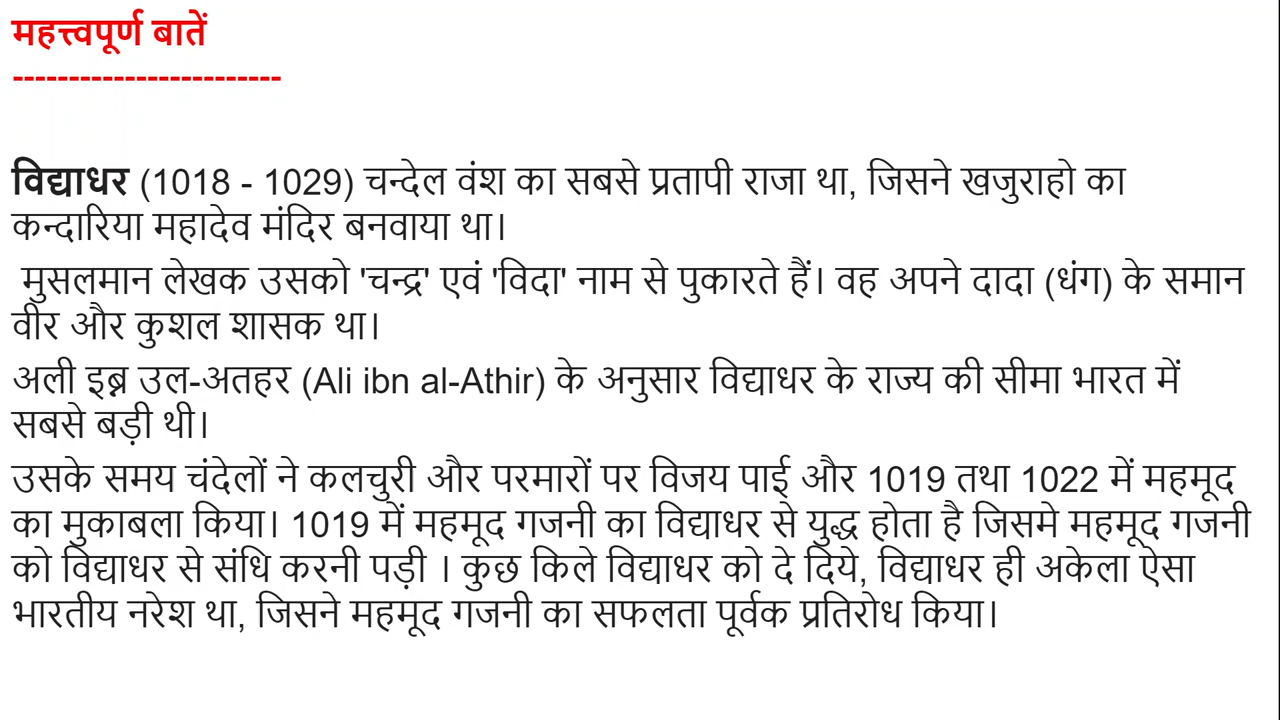 महत्त्वपूर्ण बातें
------------------------
विद्याधर (1018 - 1029) चन्देल वंश का सबसे प्रतापी राजा था, जिसने खजुराहो का
कन्दारिया महादेव मंदिर बनवाया था।
मुसलमान लेखक उसको 'चन्द्र' एवं 'विदा' नाम से पुकारते हैं। वह अपने दादा (धंग) के समान
वीर और कुशल शासक था।
अली इब्न उल-अतहर (Ali ibn al-Athir) के अनुसार विद्याधर के राज्य की सीमा भारत में
सबसे बड़ी थी।
उसके समय चंदेलों ने कलचुरी और परमारों पर विजय पाई और 1019 तथा 1022 में महमूद
का मुकाबला किया। 1019 में महमूद गजनी का विद्याधर से युद्ध होता है जिसमे महमूद गजनी
को विद्याधर से संधि करनी पड़ी । कुछ किले विद्याधर को दे दिये, विद्याधर ही अकेला ऐसा
भारतीय नरेश था, जिसने महमूद गजनी का सफलता पूर्वक प्रतिरोध किया।